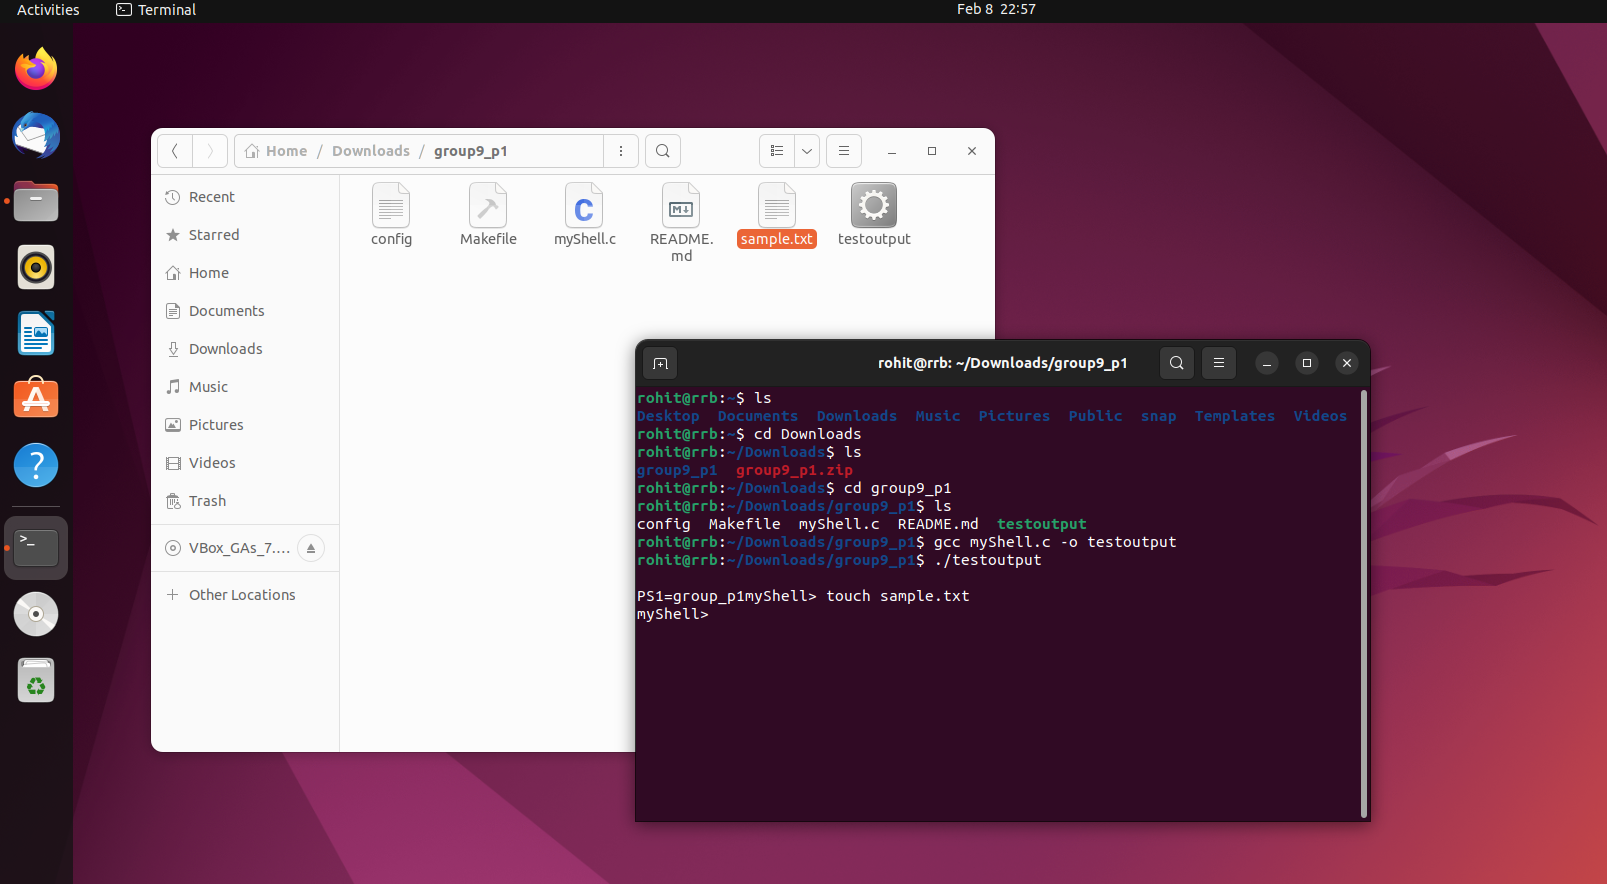 Activities
Terminal
Feb 8 22:57
Home / Downloads / group9_p1
Recent
Starred
Home
Documents
Downloads
Music
Pictures
Videos
Trash
VBox_GAs_7....
Other Locations
config
Makefile
myShell.c
README.
md
sample.txt
testoutput
rohit@rrb: ~/Downloads/group9_p1
rohit@rrb:~$ ls
Desktop Documents Downloads Music Pictures Public snap Templates Videos
rohit@rrb:~$ cd Downloads
rohit@rrb:~/Downloads$ ls
group9_p1 group9_p1.zip
rohit@rrb:~/Downloads$ cd group9_p1
rohit@rrb:~/Downloads/group9_p1$ ls
config Makefile myShell.c README.md testoutput
rohit@rrb:~/Downloads/group9_p1$ gcc myShell.c -o testoutput
rohit@rrb:~/Downloads/group9_p1$ ./testoutput
PS1=group_p1myShell> touch sample.txt
myShell>